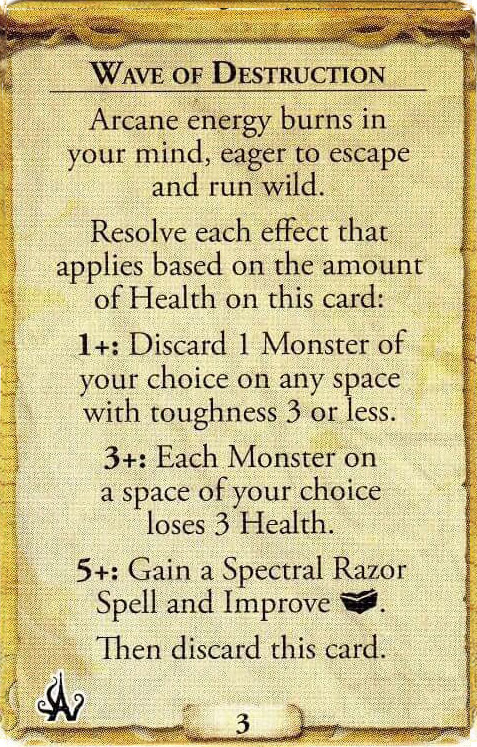 WAVE OF DESTRUCTION
Arcane energy burns in
your mind, eager to escape
and run wild.
Resolve each effect that
applies based on the amount
of Health on this card:
1+: Discard 1 Monster of
your choice on any space
with toughness 3 or less.
3+: Each Monster on
a space of your choice
loses 3 Health.
5+: Gain a Spectral Razor
Spell and Improve .
Then discard this card.
3